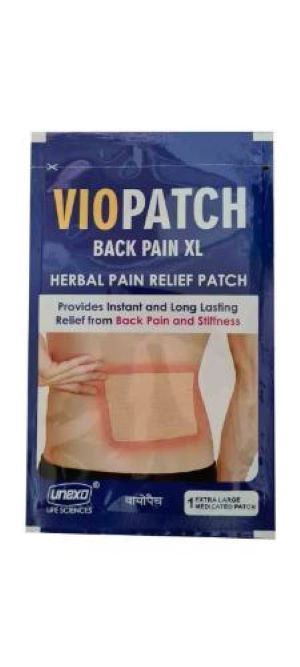 VIOPATCH
BACK PAIN XL
HERBAL PAIN RELIEF PATCH
Provides Instant and Long Lasting
Relief from Back Pain and Stiffness
unexo®
LIFE SCIENCES
वायोपैच
1 EXTRA LARGE
MEDICATED PATCH